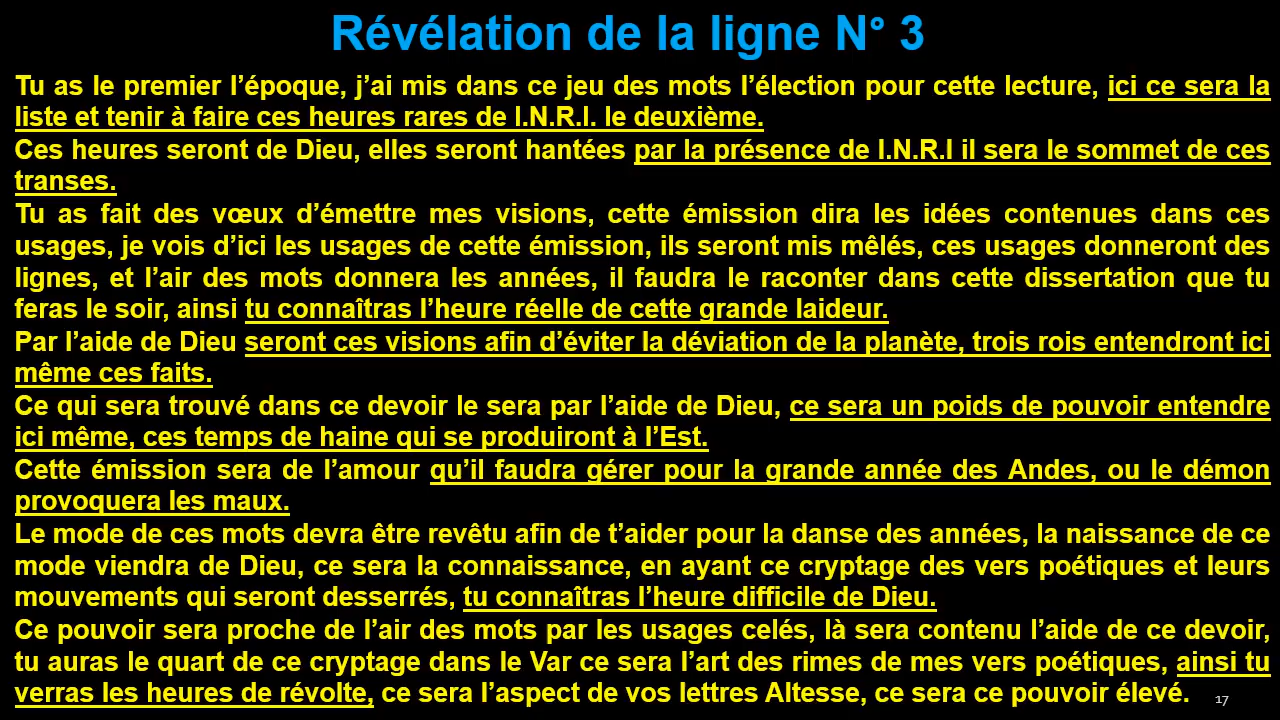 Révélation de la ligne N° 3
Tu as le premier l’époque, j’ai mis dans ce jeu des mots l’élection pour cette lecture, ici ce sera la
liste et tenir à faire ces heures rares de I.N.R.I. le deuxième.
Ces heures seront de Dieu, elles seront hantées par la présence de I.N.R.I il sera le sommet de ces
transes.
Tu as fait des vœux d’émettre mes visions, cette émission dira les idées contenues dans ces
usages, je vois d’ici les usages de cette émission, ils seront mis mêlés, ces usages donneront des
lignes, et l’air des mots donnera les années, il faudra le raconter dans cette dissertation que tu
feras le soir, ainsi tu connaîtras l’heure réelle de cette grande laideur.
Par l’aide de Dieu seront ces visions afin d’éviter la déviation de la planète, trois rois entendront ici
même ces faits.
Ce qui sera trouvé dans ce devoir le sera par l’aide de Dieu, ce sera un poids de pouvoir entendre
ici même, ces temps de haine qui se produiront à l’Est.
Cette émission sera de l’amour qu’il faudra gérer pour la grande année des Andes, ou le démon
provoquera les maux.
Le mode de ces mots devra être revêtu afin de t’aider pour la danse des années, la naissance de ce
mode viendra de Dieu, ce sera la connaissance, en ayant ce cryptage des vers poétiques et leurs
mouvements qui seront desserrés, tu connaîtras l’heure difficile de Dieu.
Ce pouvoir sera proche de l’air des mots par les usages celés, là sera contenu l’aide de ce devoir,
tu auras le quart de ce cryptage dans le Var ce sera l’art des rimes de mes vers poétiques, ainsi tu
verras les heures de révolte, ce sera l’aspect de vos lettres Altesse, ce sera ce pouvoir élevé.
17